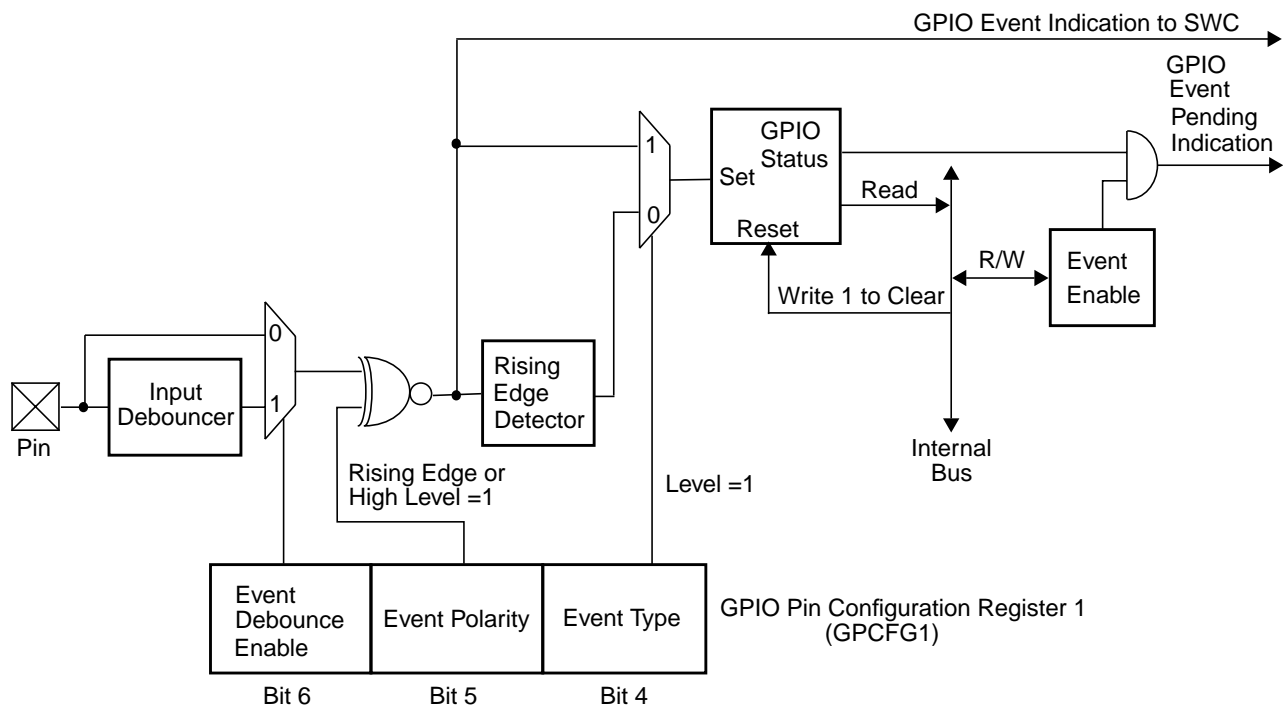 GPIO Event Indication to SWC
GPIO
Event
Pending
Indication
1
0
GPIO
Status
Set
Reset
Read
R/W
Event
Enable
Write 1 to Clear
0
1
Input
Debouncer
Pin
Rising
Edge
Detector
Internal
Bus
Rising Edge or
High Level =1
Level =1
Event
Debounce
Enable
Event Polarity
Event Type
GPIO Pin Configuration Register 1
(GPCFG1)
Bit 6
Bit 5
Bit 4